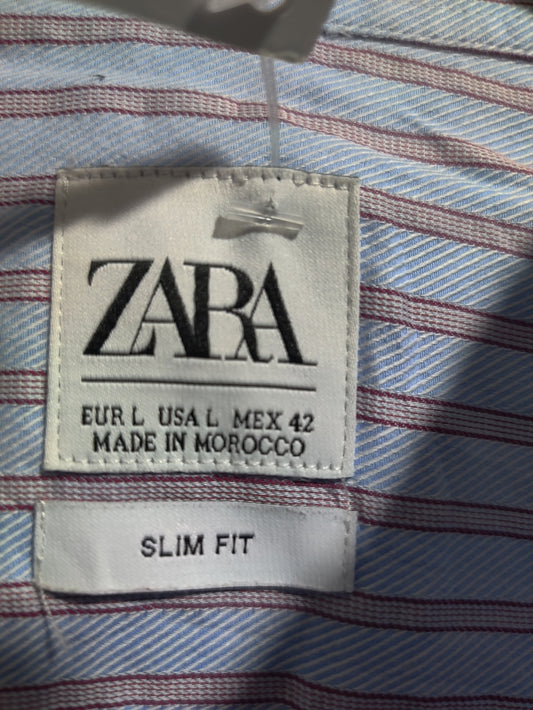 ZARA
EUR L USA L MEX 42
MADE IN MOROCCO
SLIM FIT